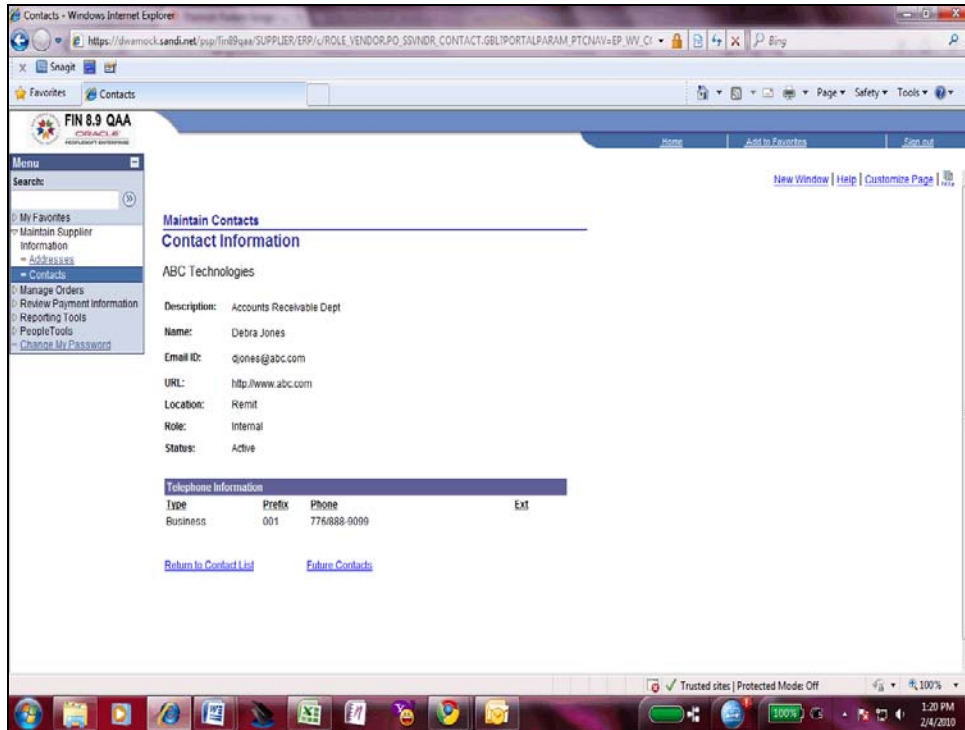 Contacts - Windows Internet Explorer
https://dwamock.sandi.net/psp/fin89qaa/SUPPLIER/ERP/c/ROLE_VENDOR.PO_SSVNDR_CONTACT.GBL?PORTALPARAM_PTCNAV=EP_WV_C
Bing
x Snagit
Favorites Contacts
Page Safety Tools
FIN 8.9 QAA
ORACLE
PEOPLESOFT ENTERPRISE
Home Add to Favorites Sign out
Menu
Search:
New Window | Help | Customize Page |
My Favorites
Maintain Supplier
Information
- Addresses
- Contacts
Manage Orders
Review Payment Information
Reporting Tools
PeopleTools
- Change My Password
Maintain Contacts
Contact Information
ABC Technologies
Description: Accounts Receivable Dept
Name: Debra Jones
Email ID: djones@abc.com
URL: http://www.abc.com
Location: Remit
Role: Internal
Status: Active
Telephone Information
Type Prefix Phone Ext
Business 001 776/888-9099
Return to Contact List Future Contacts
Trusted sites | Protected Mode: Off 100%
100%
1:20 PM
2/4/2010